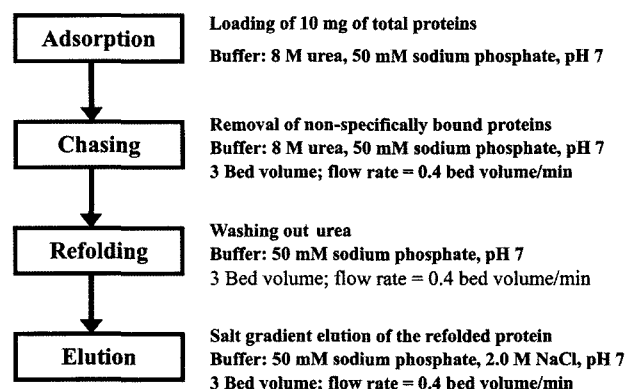 Adsorption
Loading of 10 mg of total proteins
Buffer: 8 M urea, 50 mM sodium phosphate, pH 7
Chasing
Removal of non-specifically bound proteins
Buffer: 8 M urea, 50 mM sodium phosphate, pH 7
3 Bed volume; flow rate = 0.4 bed volume/min
Refolding
Washing out urea
Buffer: 50 mM sodium phosphate, pH 7
3 Bed volume; flow rate = 0.4 bed volume/min
Elution
Salt gradient elution of the refolded protein
Buffer: 50 mM sodium phosphate, 2.0 M NaCl, pH 7
3 Bed volume; flow rate = 0.4 bed volume/min